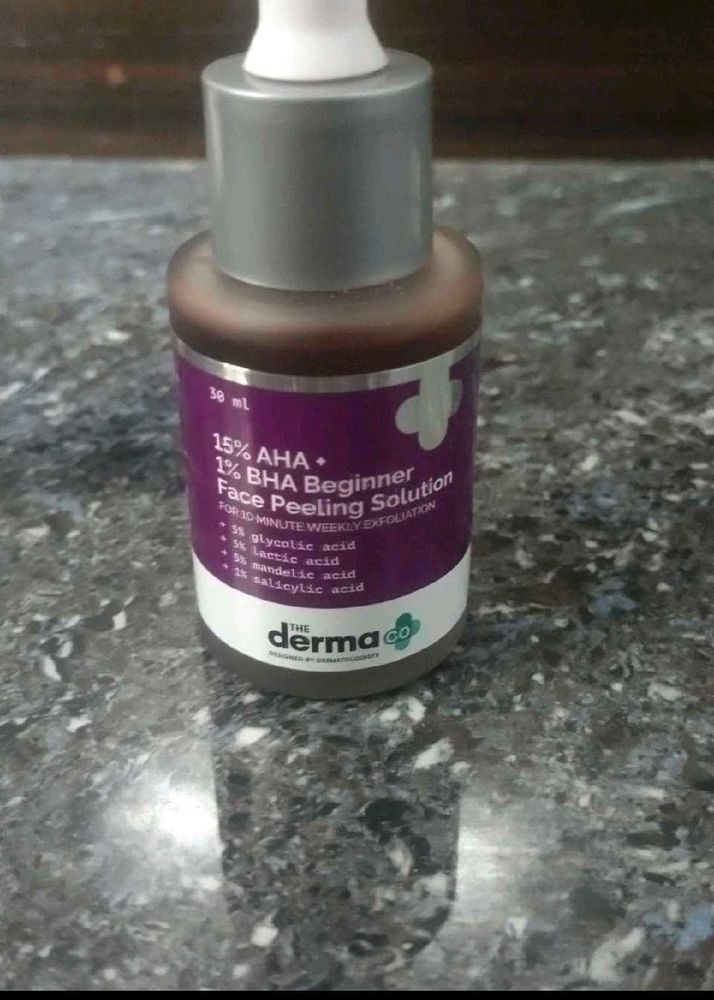 30 ml
15% AHA +
1% BHA Beginner
Face Peeling Solution
FOR 10 MINUTE WEEKLY EXFOLIATION
+ 5% glycolic acid
+ 5% lactic acid
+ 5% mandelic acid
+ 1% salicylic acid
THE
derma co
DESIGNED BY DERMATOLOGISTS